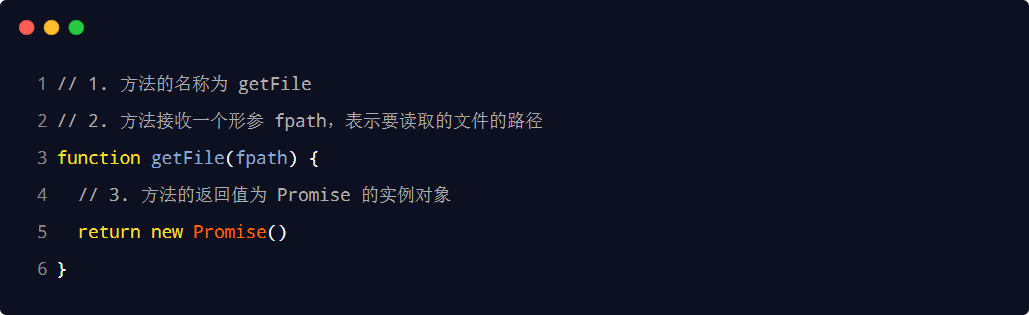 1 // 1. 方法的名称为 getFile
2 // 2. 方法接收一个形参 fpath，表示要读取的文件的路径
3 function getFile(fpath) {
4   // 3. 方法的返回值为 Promise 的实例对象
5   return new Promise()
6 }